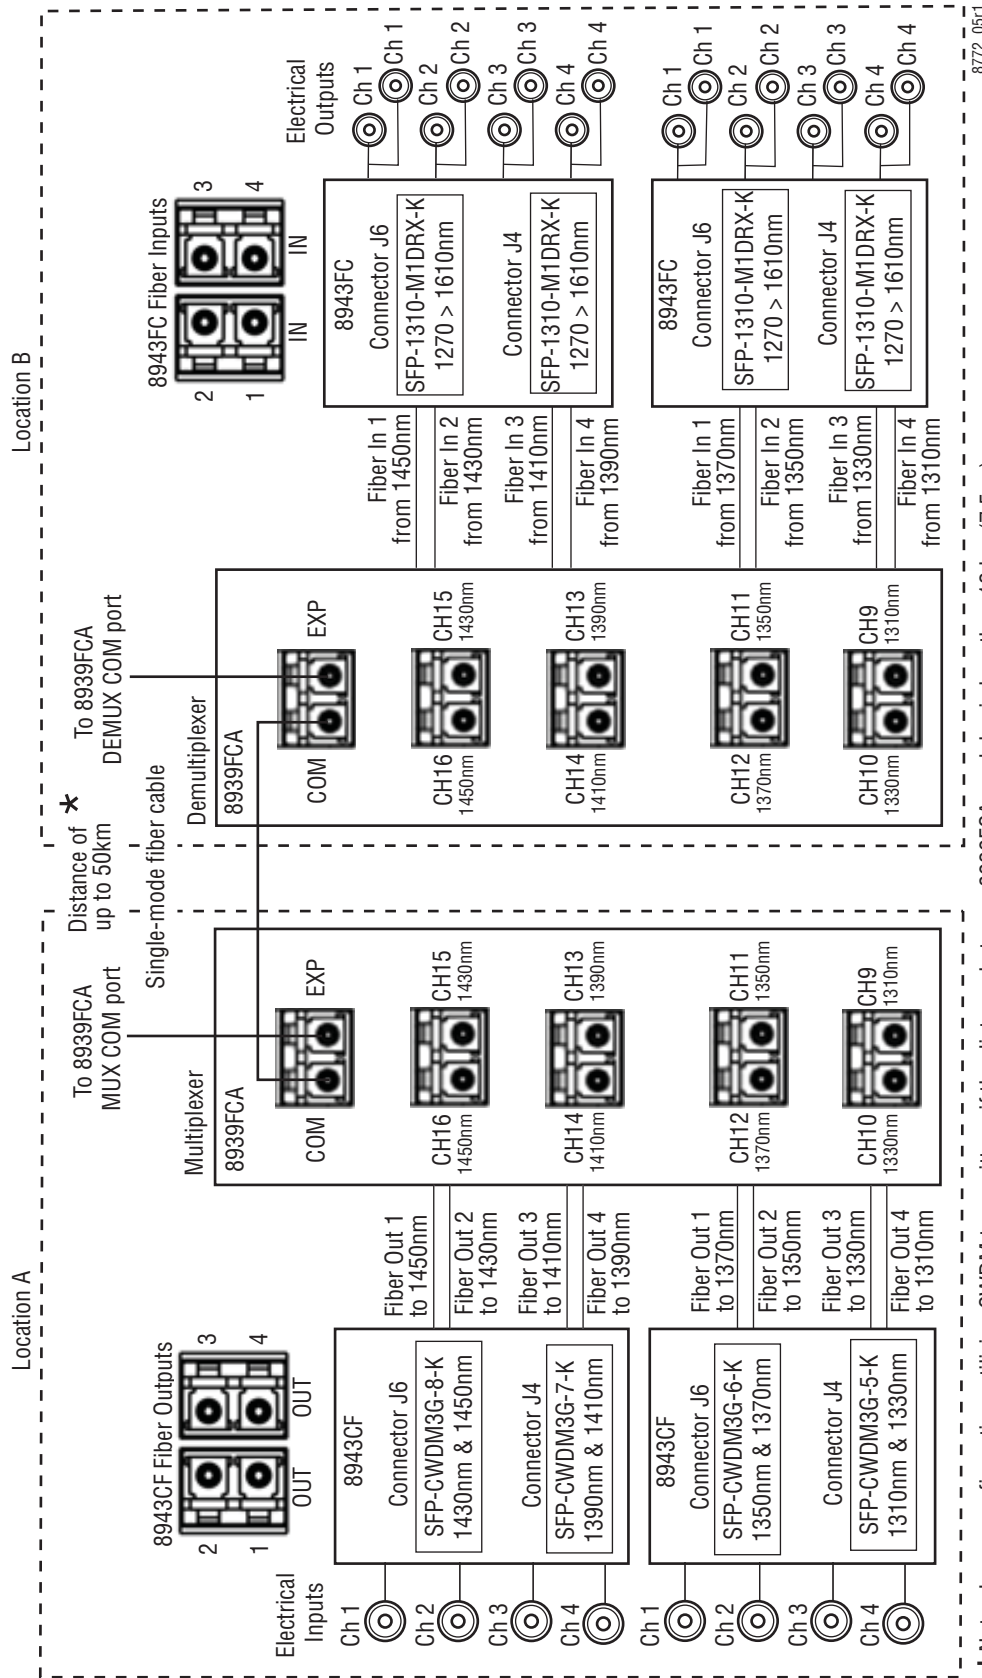 Location A
Location B
8943CF Fiber Outputs
2
1
3
4
OUT
OUT
Electrical
Inputs
Ch 1
Ch 2
Ch 3
Ch 4
8943CF
Connector J6
SFP-CWDM3G-8-K
1430nm & 1450nm
Connector J4
SFP-CWDM3G-7-K
1390nm & 1410nm
Fiber Out 1
to 1450nm
Fiber Out 2
to 1430nm
Fiber Out 3
to 1410nm
Fiber Out 4
to 1390nm
Ch 1
Ch 2
Ch 3
Ch 4
8943CF
Connector J6
SFP-CWDM3G-6-K
1350nm & 1370nm
Connector J4
SFP-CWDM3G-5-K
1310nm & 1330nm
Fiber Out 1
to 1370nm
Fiber Out 2
to 1350nm
Fiber Out 3
to 1330nm
Fiber Out 4
to 1310nm
To 8939FCA
MUX COM port
Multiplexer
8939FCA
COM
EXP
CH16
1450nm
CH15
1430nm
CH14
1410nm
CH13
1390nm
CH12
1370nm
CH11
1350nm
CH10
1330nm
CH9
1310nm
Distance of *
up to 50km
Single-mode fiber cable
To 8939FCA
DEMUX COM port
Demultiplexer
8939FCA
COM
EXP
CH16
1450nm
CH15
1430nm
CH14
1410nm
CH13
1390nm
CH12
1370nm
CH11
1350nm
CH10
1330nm
CH9
1310nm
8943FC Fiber Inputs
2
1
3
4
IN
IN
Fiber In 1
from 1450nm
Fiber In 2
from 1430nm
Fiber In 3
from 1410nm
Fiber In 4
from 1390nm
8943FC
Connector J6
SFP-1310-M1DRX-K
1270 > 1610nm
Connector J4
SFP-1310-M1DRX-K
1270 > 1610nm
Electrical
Outputs
Ch 1
Ch 1
Ch 2
Ch 2
Ch 3
Ch 3
Ch 4
Ch 4
Fiber In 1
from 1370nm
Fiber In 2
from 1350nm
Fiber In 3
from 1330nm
Fiber In 4
from 1310nm
8943FC
Connector J6
SFP-1310-M1DRX-K
1270 > 1610nm
Connector J4
SFP-1310-M1DRX-K
1270 > 1610nm
Ch 1
Ch 1
Ch 2
Ch 2
Ch 3
Ch 3
Ch 4
Ch 4
8772_05r1